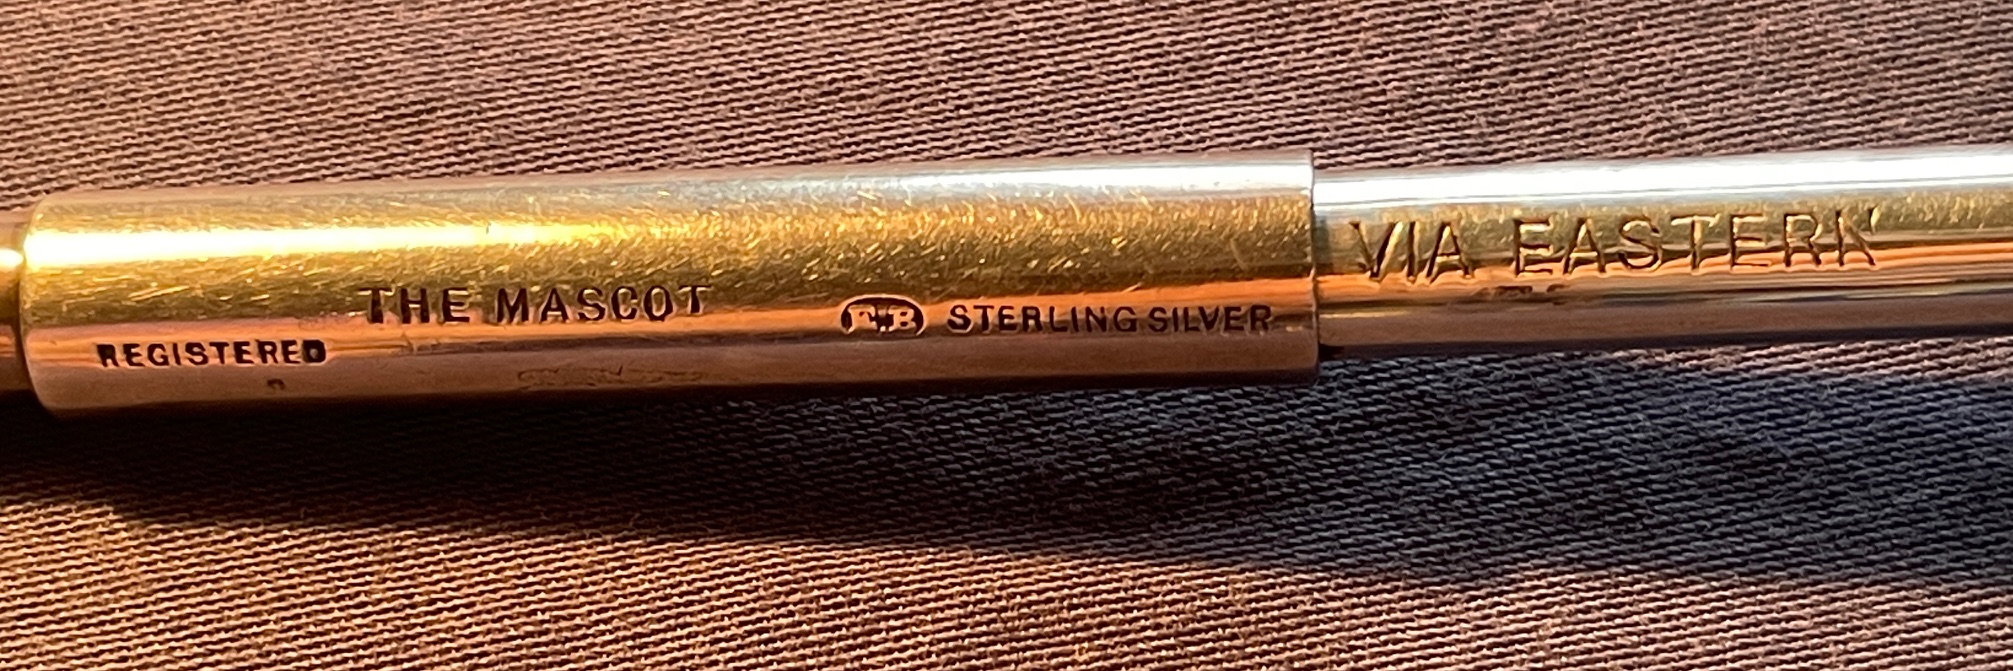 REGISTERED
THE MASCOT
STERLING SILVER
VIA EASTERN